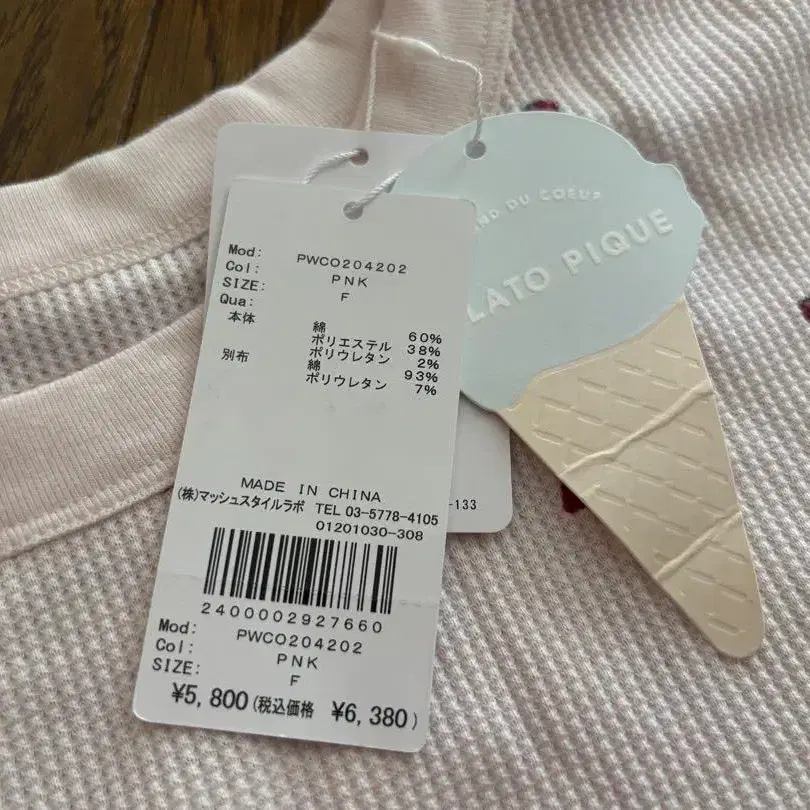 Mod: PWCO204202
Col: PNK
SIZE: F
Qua:
本体 綿 60%
ポリエステル 38%
ポリウレタン 2%
別布 綿 93%
ポリウレタン 7%
MADE IN CHINA
(株)マッシュスタイルラボ TEL 03-5778-4105
01201030-308
2400002927660
Mod: PWCO204202
Col: PNK
SIZE: F
¥5,800(税込価格 ¥6,380)
-133
DU CŒUR
PIQUE